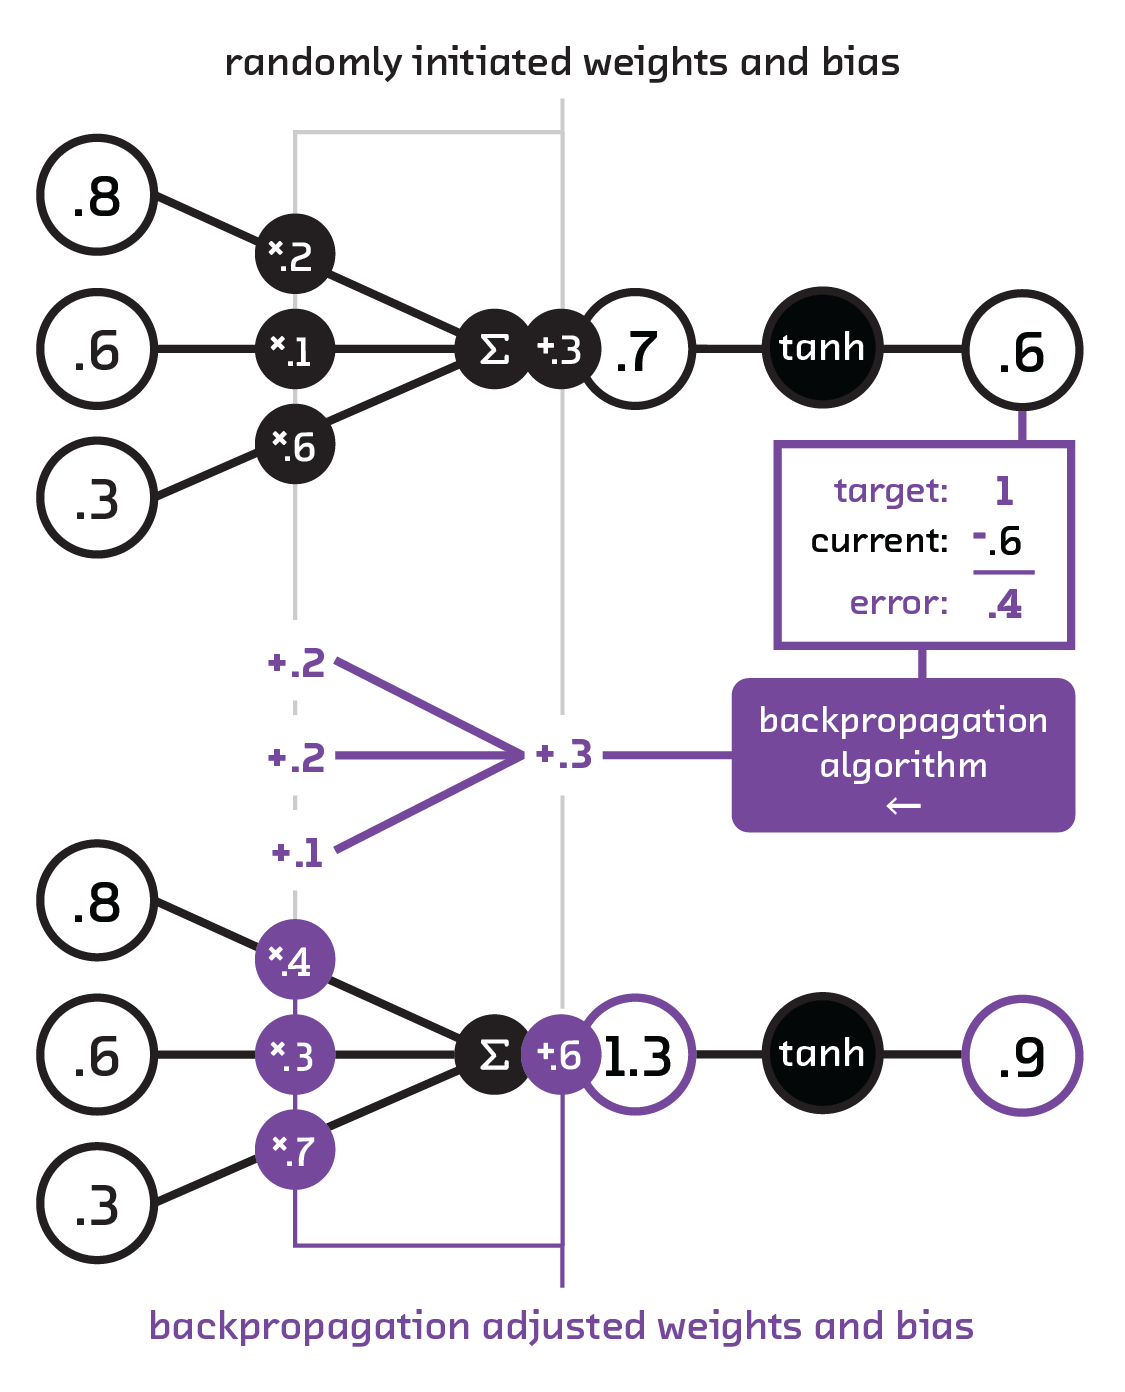 randomly initiated weights and bias
.8
×.2
.6
×.1
Σ
+.3
.7
tanh
.6
.3
×.6
target: 1
current: -.6
error: .4
+.2
+.2
+.3
+.1
backpropagation
algorithm
←
.8
×.4
.6
×.3
Σ
+.6
1.3
tanh
.9
.3
×.7
backpropagation adjusted weights and bias